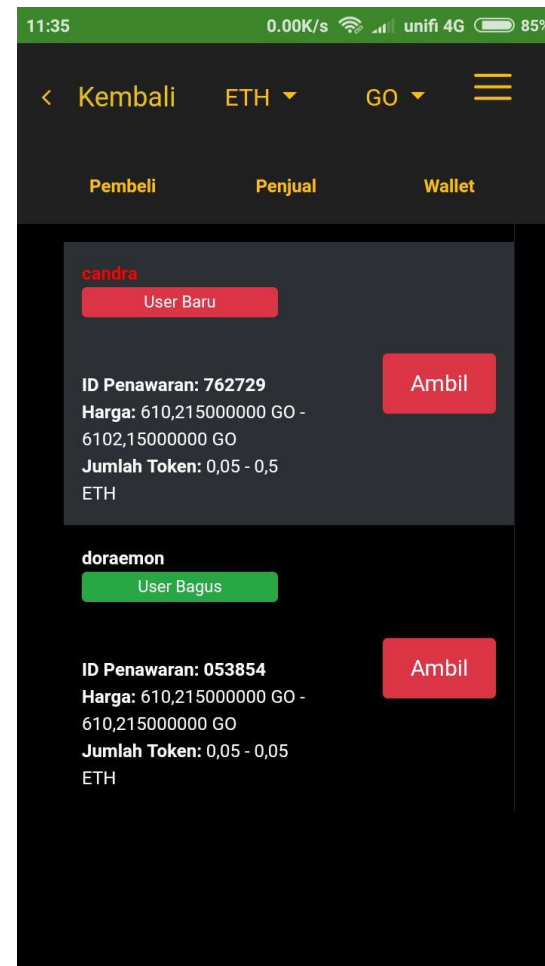 11:35 0.00K/s unifi 4G 85%
< Kembali ETH GO
Pembeli Penjual Wallet
candra
User Baru
ID Penawaran: 762729
Harga: 610,215000000 GO -
6102,15000000 GO
Jumlah Token: 0,05 - 0,5
ETH
Ambil
doraemon
User Bagus
ID Penawaran: 053854
Harga: 610,215000000 GO -
610,215000000 GO
Jumlah Token: 0,05 - 0,05
ETH
Ambil